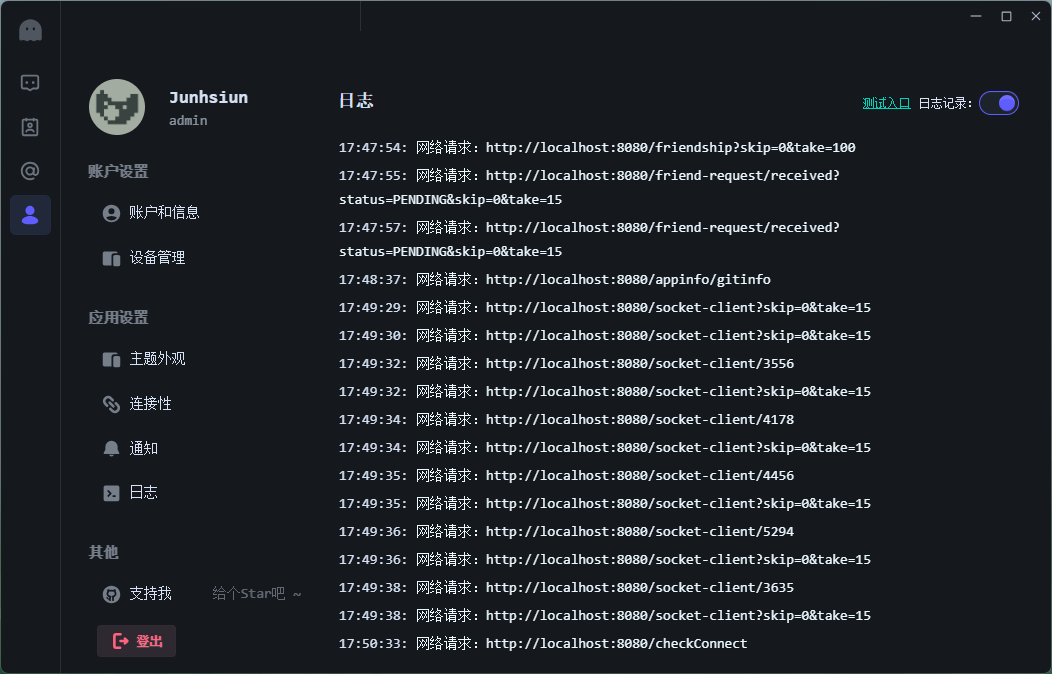 Junhsiun
admin
账户设置
账户和信息
设备管理
应用设置
主题外观
连接性
通知
日志
其他
支持我 给个Star吧 ~
登出
日志
测试入口 日志记录:
17:47:54: 网络请求: http://localhost:8080/friendship?skip=0&take=100
17:47:55: 网络请求: http://localhost:8080/friend-request/received?
status=PENDING&skip=0&take=15
17:47:57: 网络请求: http://localhost:8080/friend-request/received?
status=PENDING&skip=0&take=15
17:48:37: 网络请求: http://localhost:8080/appinfo/gitinfo
17:49:29: 网络请求: http://localhost:8080/socket-client?skip=0&take=15
17:49:30: 网络请求: http://localhost:8080/socket-client?skip=0&take=15
17:49:32: 网络请求: http://localhost:8080/socket-client/3556
17:49:32: 网络请求: http://localhost:8080/socket-client?skip=0&take=15
17:49:34: 网络请求: http://localhost:8080/socket-client/4178
17:49:34: 网络请求: http://localhost:8080/socket-client?skip=0&take=15
17:49:35: 网络请求: http://localhost:8080/socket-client/4456
17:49:35: 网络请求: http://localhost:8080/socket-client?skip=0&take=15
17:49:36: 网络请求: http://localhost:8080/socket-client/5294
17:49:36: 网络请求: http://localhost:8080/socket-client?skip=0&take=15
17:49:38: 网络请求: http://localhost:8080/socket-client/3635
17:49:38: 网络请求: http://localhost:8080/socket-client?skip=0&take=15
17:50:33: 网络请求: http://localhost:8080/checkConnect